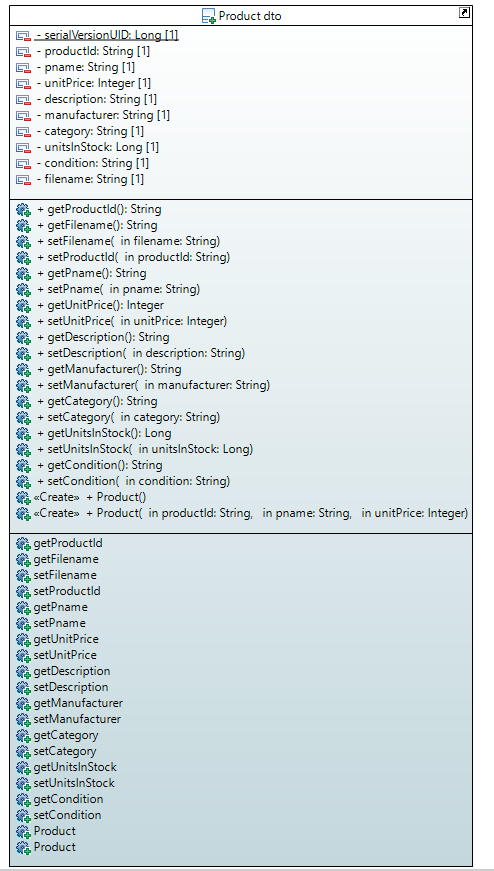 Product dto
- serialVersionUID: Long [1]
- productId: String [1]
- pname: String [1]
- unitPrice: Integer [1]
- description: String [1]
- manufacturer: String [1]
- category: String [1]
- unitsInStock: Long [1]
- condition: String [1]
- filename: String [1]
+ getProductId(): String
+ getFilename(): String
+ setFilename( in filename: String)
+ setProductId( in productId: String)
+ getPname(): String
+ setPname( in pname: String)
+ getUnitPrice(): Integer
+ setUnitPrice( in unitPrice: Integer)
+ getDescription(): String
+ setDescription( in description: String)
+ getManufacturer(): String
+ setManufacturer( in manufacturer: String)
+ getCategory(): String
+ setCategory( in category: String)
+ getUnitsInStock(): Long
+ setUnitsInStock( in unitsInStock: Long)
+ getCondition(): String
+ setCondition( in condition: String)
«Create» + Product()
«Create» + Product( in productId: String, in pname: String, in unitPrice: Integer)
getProductId
getFilename
setFilename
setProductId
getPname
setPname
getUnitPrice
setUnitPrice
getDescription
setDescription
getManufacturer
setManufacturer
getCategory
setCategory
getUnitsInStock
setUnitsInStock
getCondition
setCondition
Product
Product